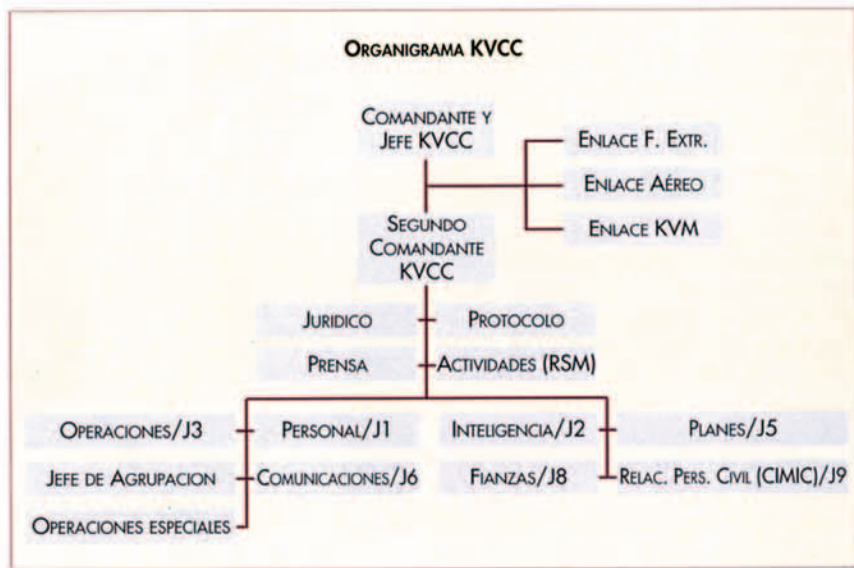 ORGANIGRAMA KVCC
COMANDANTE Y
JEFE KVCC
ENLACE F. EXTR.
ENLACE AÉREO
ENLACE KVM
SEGUNDO
COMANDANTE
KVCC
JURIDICO
PROTOCOLO
PRENSA
ACTIVIDADES (RSM)
OPERACIONES/J3
PERSONAL/J1
INTELIGENCIA/J2
PLANES/J5
JEFE DE AGRUPACION
COMUNICACIONES/J6
FIANZAS/J8
RELAC. PERS. CIVIL (CIMIC)/J9
OPERACIONES ESPECIALES